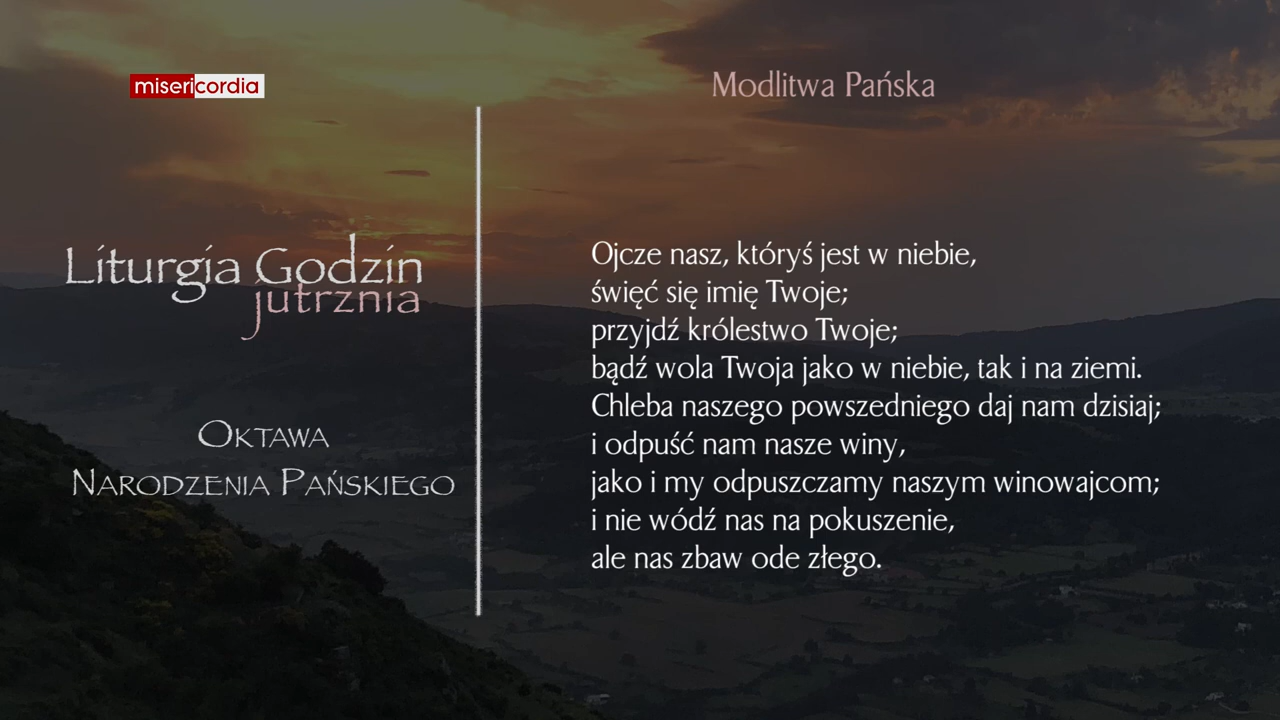 misericordia
Modlitwa Pańska
Liturgia Godzin
jutrznia
Oktawa
Narodzenia Pańskiego
Ojcze nasz, któryś jest w niebie,
święć się imię Twoje;
przyjdź królestwo Twoje;
bądź wola Twoja jako w niebie, tak i na ziemi.
Chleba naszego powszedniego daj nam dzisiaj;
i odpuść nam nasze winy,
jako i my odpuszczamy naszym winowajcom;
i nie wódź nas na pokuszenie,
ale nas zbaw ode złego.